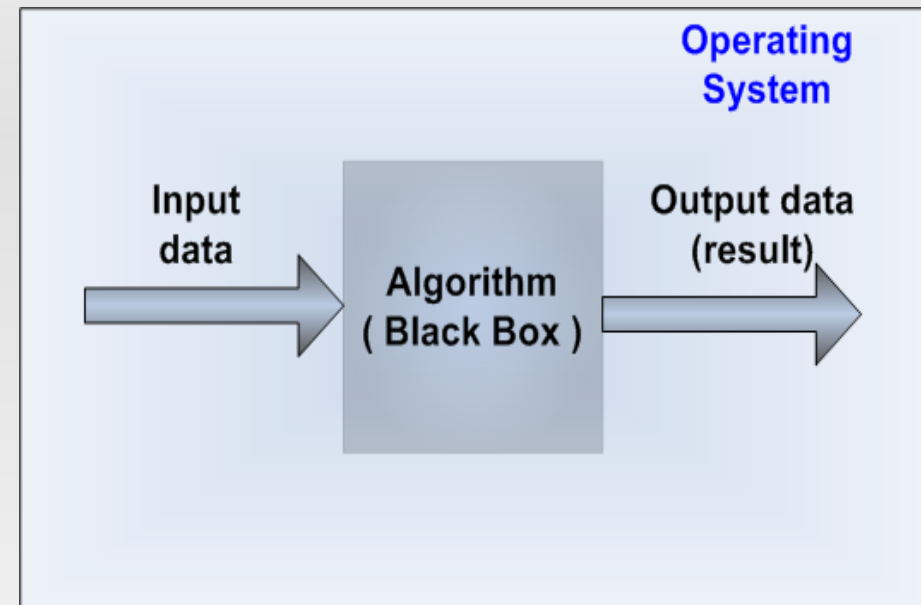 Operating
System
Input
data
Algorithm
( Black Box )
Output data
(result)